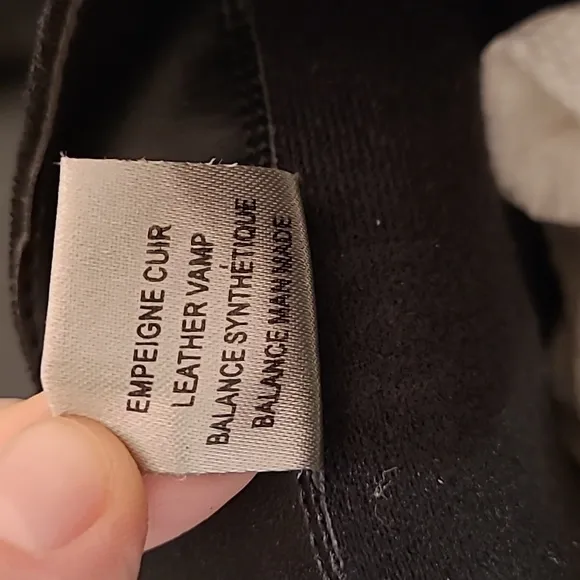 EMPEIGNE CUIR
LEATHER VAMP
BALANCE SYNTHÉTIQUE
BALANCE MAN MADE